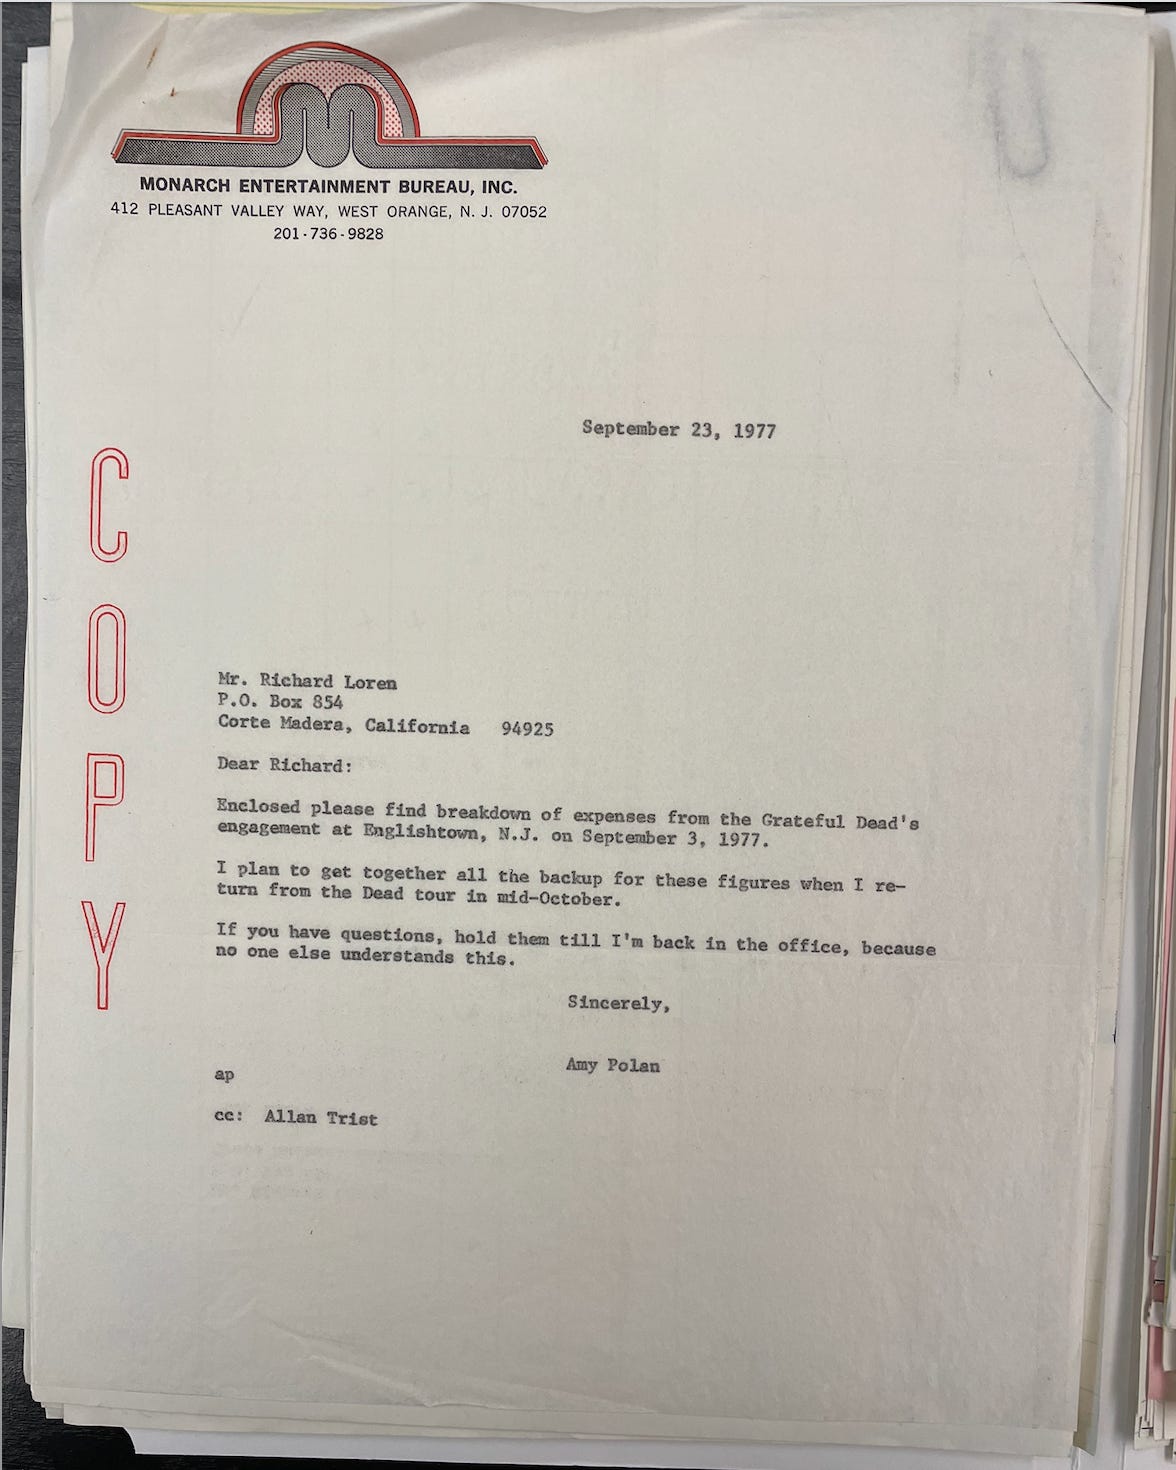 M
MONARCH ENTERTAINMENT BUREAU, INC.
412 PLEASANT VALLEY WAY, WEST ORANGE, N. J. 07052
201-736-9828
September 23, 1977
COPY
Mr. Richard Loren
P.O. Box 854
Corte Madera, California 94925
Dear Richard:
Enclosed please find breakdown of expenses from the Grateful Dead's
engagement at Englishtown, N.J. on September 3, 1977.
I plan to get together all the backup for these figures when I re-
turn from the Dead tour in mid-October.
If you have questions, hold them till I'm back in the office, because
no one else understands this.
Sincerely,
Amy Polan
ap
cc: Allan Trist